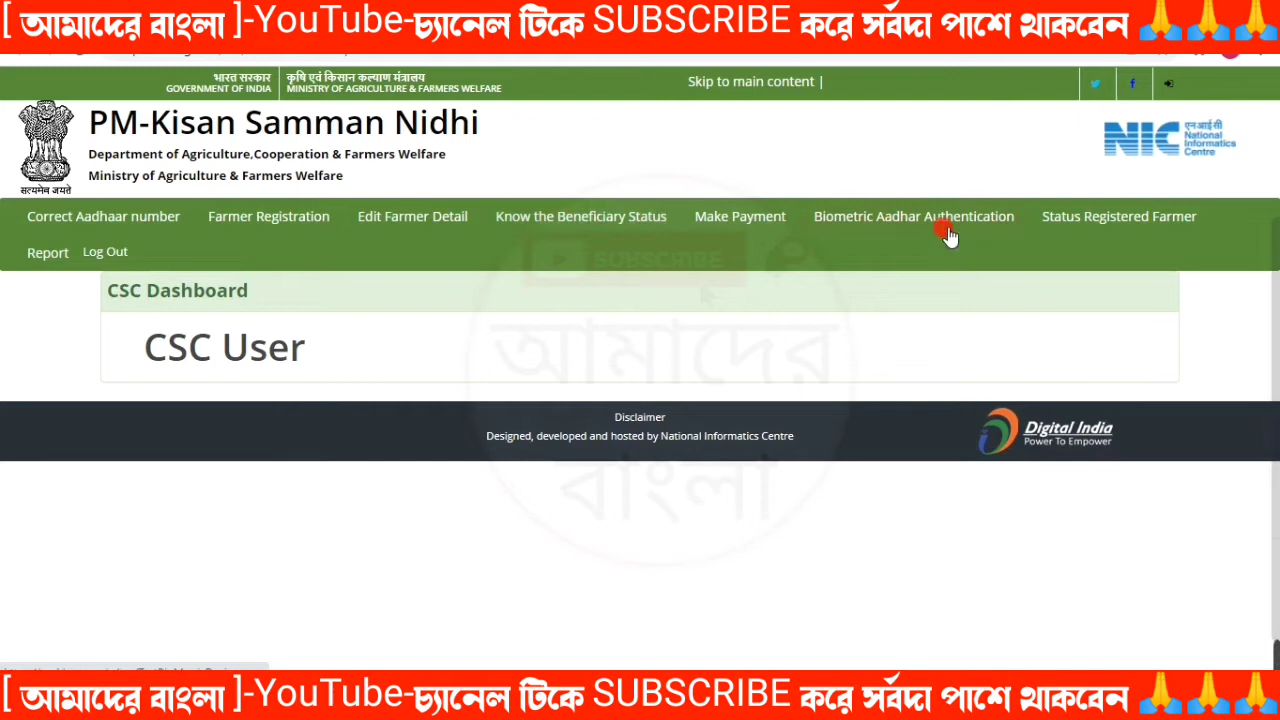 [ আমাদের বাংলা ]-YouTube-চ্যানেল টিকে SUBSCRIBE করে সর্বদা পাশে থাকবেন 🙏🙏🙏
भारत सरकार
GOVERNMENT OF INDIA
कृषि एवं किसान कल्याण मंत्रालय
MINISTRY OF AGRICULTURE & FARMERS WELFARE
Skip to main content |
PM-Kisan Samman Nidhi
Department of Agriculture,Cooperation & Farmers Welfare
Ministry of Agriculture & Farmers Welfare
सत्यमेव जयते
NIC
एन आई सी
National
Informatics
Centre
Correct Aadhaar number Farmer Registration Edit Farmer Detail Know the Beneficiary Status Make Payment Biometric Aadhar Authentication Status Registered Farmer
Report Log Out
SUBSCRIBE
CSC Dashboard
CSC User
আমাদের
বাংলা
Disclaimer
Designed, developed and hosted by National Informatics Centre
Digital India
Power To Empower
[ আমাদের বাংলা ]-YouTube-চ্যানেল টিকে SUBSCRIBE করে সর্বদা পাশে থাকবেন 🙏🙏🙏